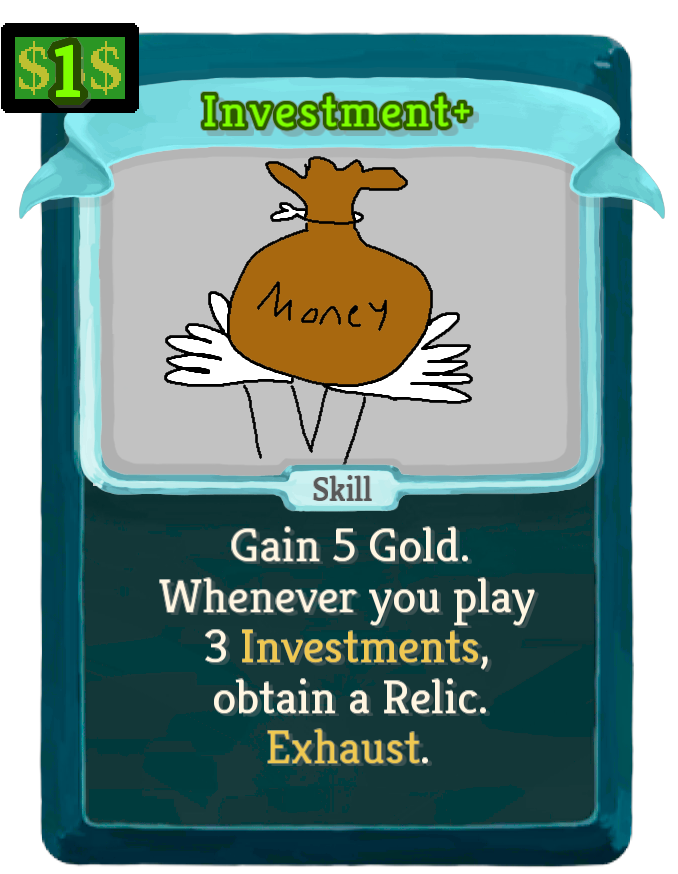 $1$
Investment+
Money
Skill
Gain 5 Gold.
Whenever you play
3 Investments,
obtain a Relic.
Exhaust.